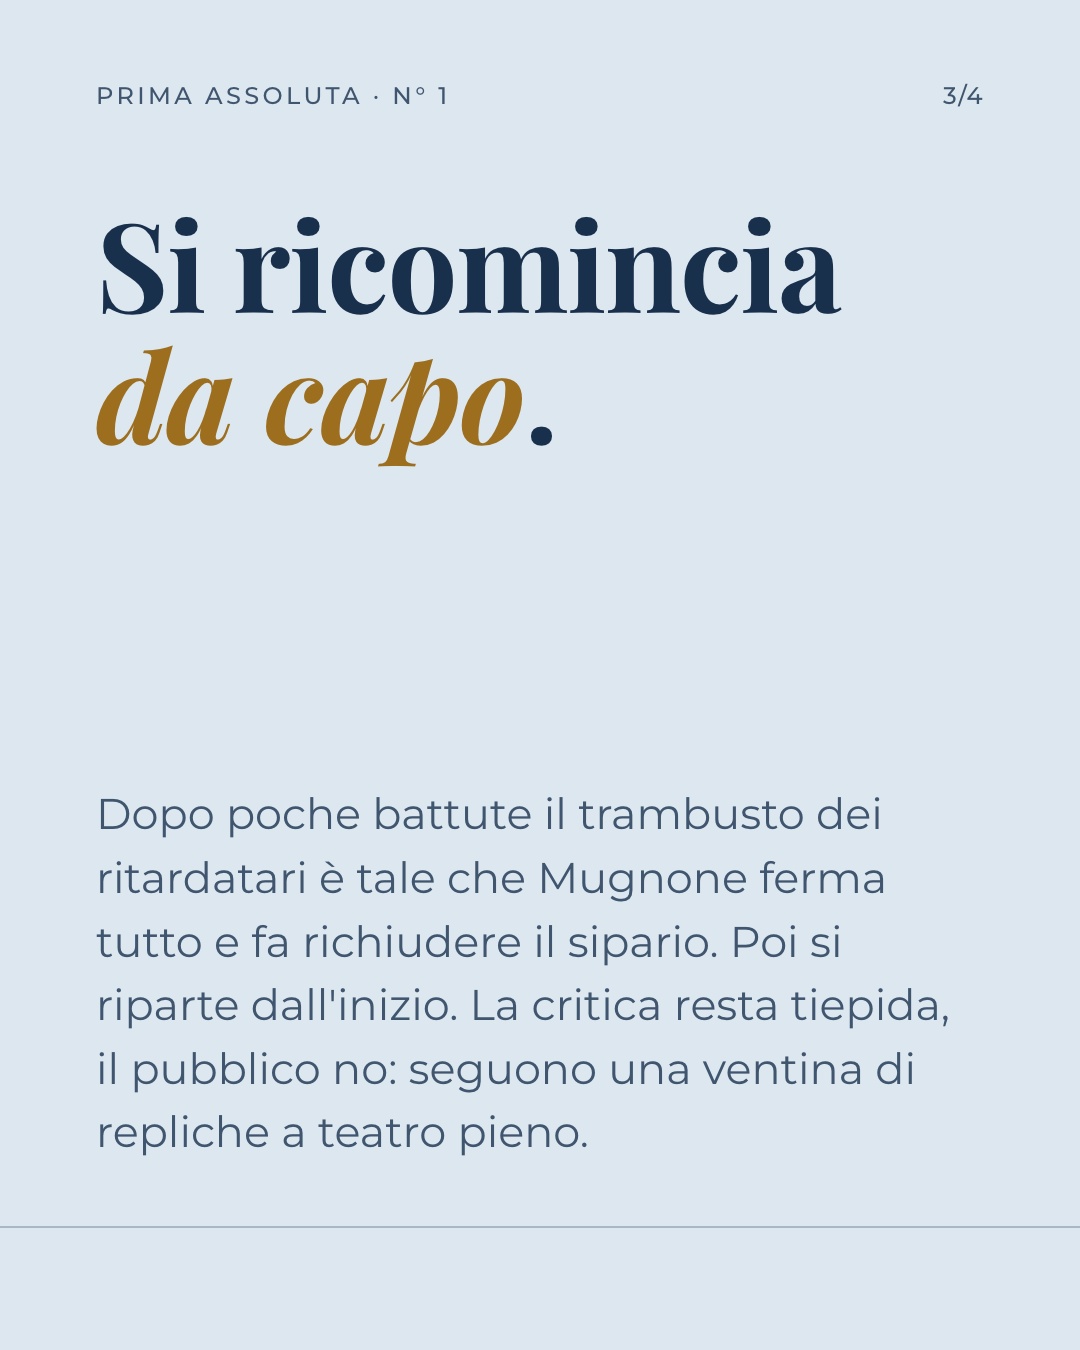 PRIMA ASSOLUTA · N° 1
3/4
Si ricomincia
da capo.
Dopo poche battute il trambusto dei
ritardatari è tale che Mugnone ferma
tutto e fa richiudere il sipario. Poi si
riparte dall'inizio. La critica resta tiepida,
il pubblico no: seguono una ventina di
repliche a teatro pieno.